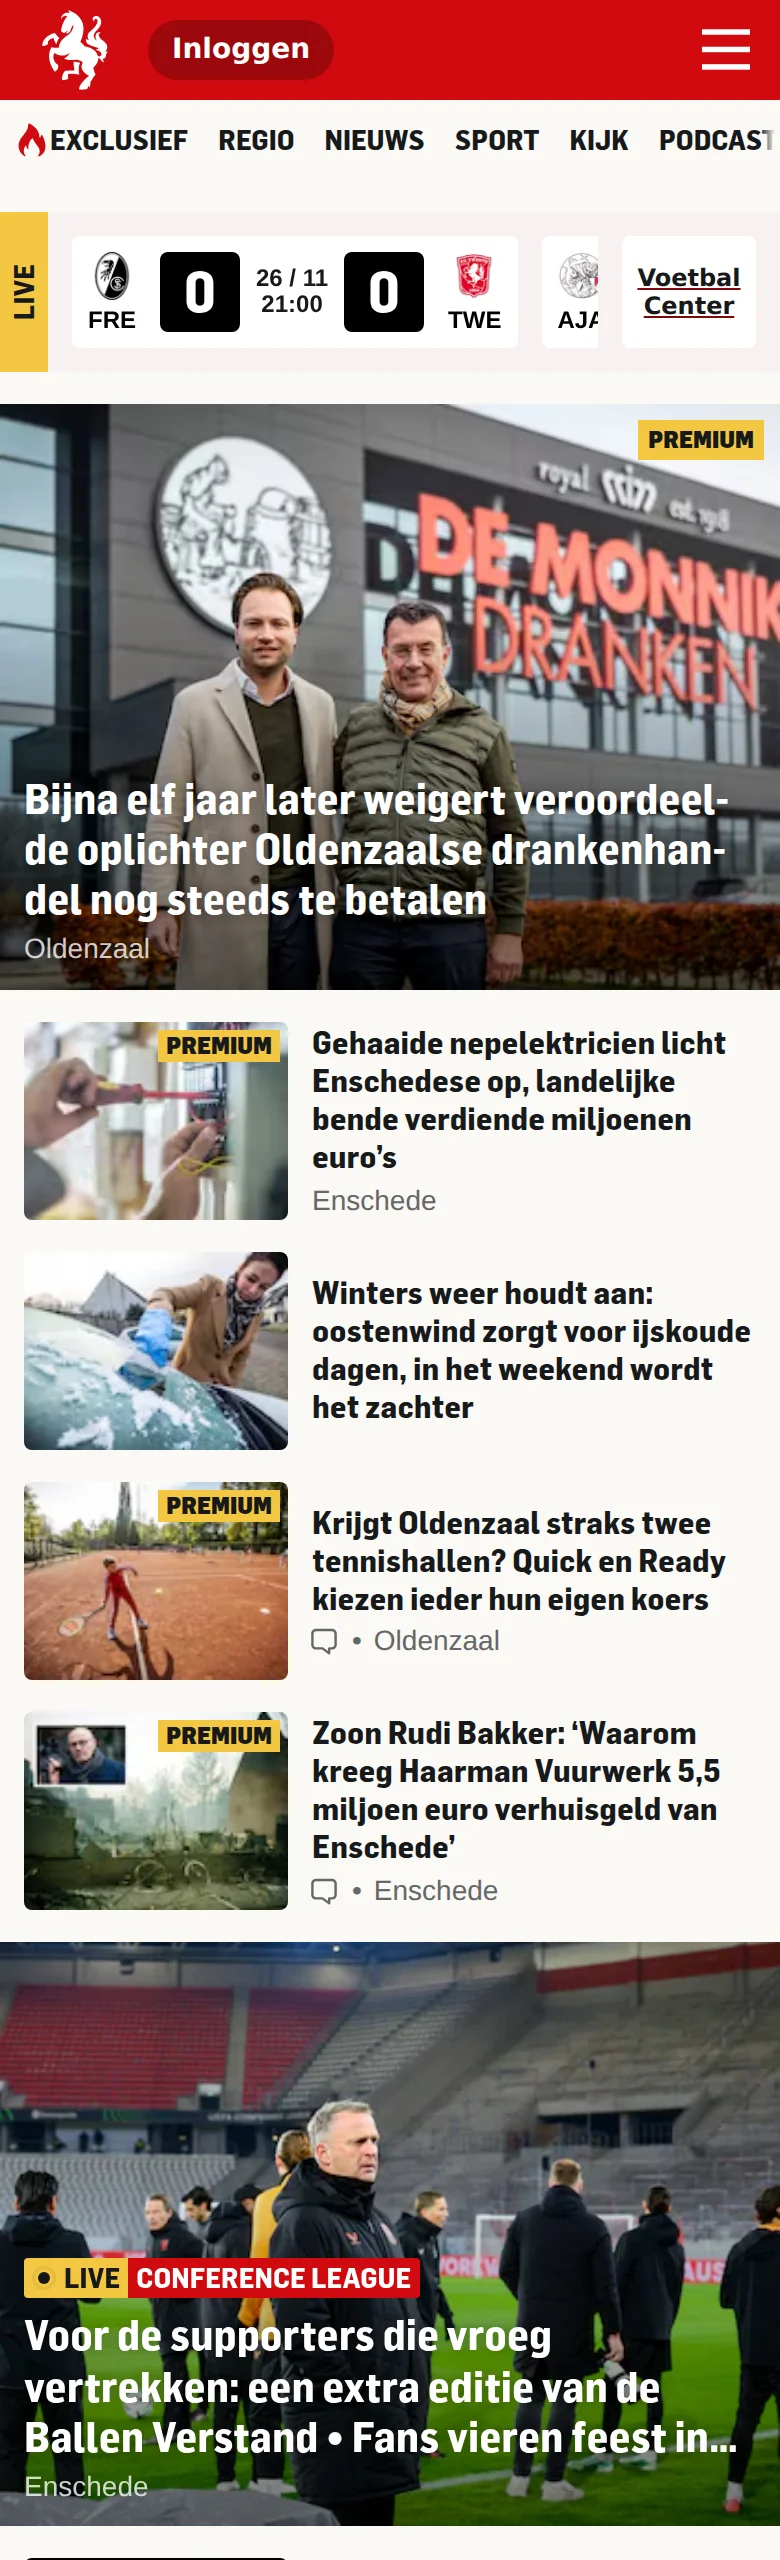 Inloggen
EXCLUSIEF REGIO NIEUWS SPORT KIJK PODCAST
LIVE
FRE
0
26 / 11
21:00
0
TWE
AJA
Voetbal
Center
PREMIUM
royal
est. 1918
DE MONNIK
DRANKEN
Bijna elf jaar later weigert veroordeel-
de oplichter Oldenzaalse drankenhan-
del nog steeds te betalen
Oldenzaal
PREMIUM
Gehaaide nepelektricien licht
Enschedese op, landelijke
bende verdiende miljoenen
euro’s
Enschede
Winters weer houdt aan:
oostenwind zorgt voor ijskoude
dagen, in het weekend wordt
het zachter
PREMIUM
Krijgt Oldenzaal straks twee
tennishallen? Quick en Ready
kiezen ieder hun eigen koers
• Oldenzaal
PREMIUM
Zoon Rudi Bakker: ‘Waarom
kreeg Haarman Vuurwerk 5,5
miljoen euro verhuisgeld van
Enschede’
• Enschede
LIVE CONFERENCE LEAGUE
Voor de supporters die vroeg
vertrekken: een extra editie van de
Ballen Verstand • Fans vieren feest in...
Enschede